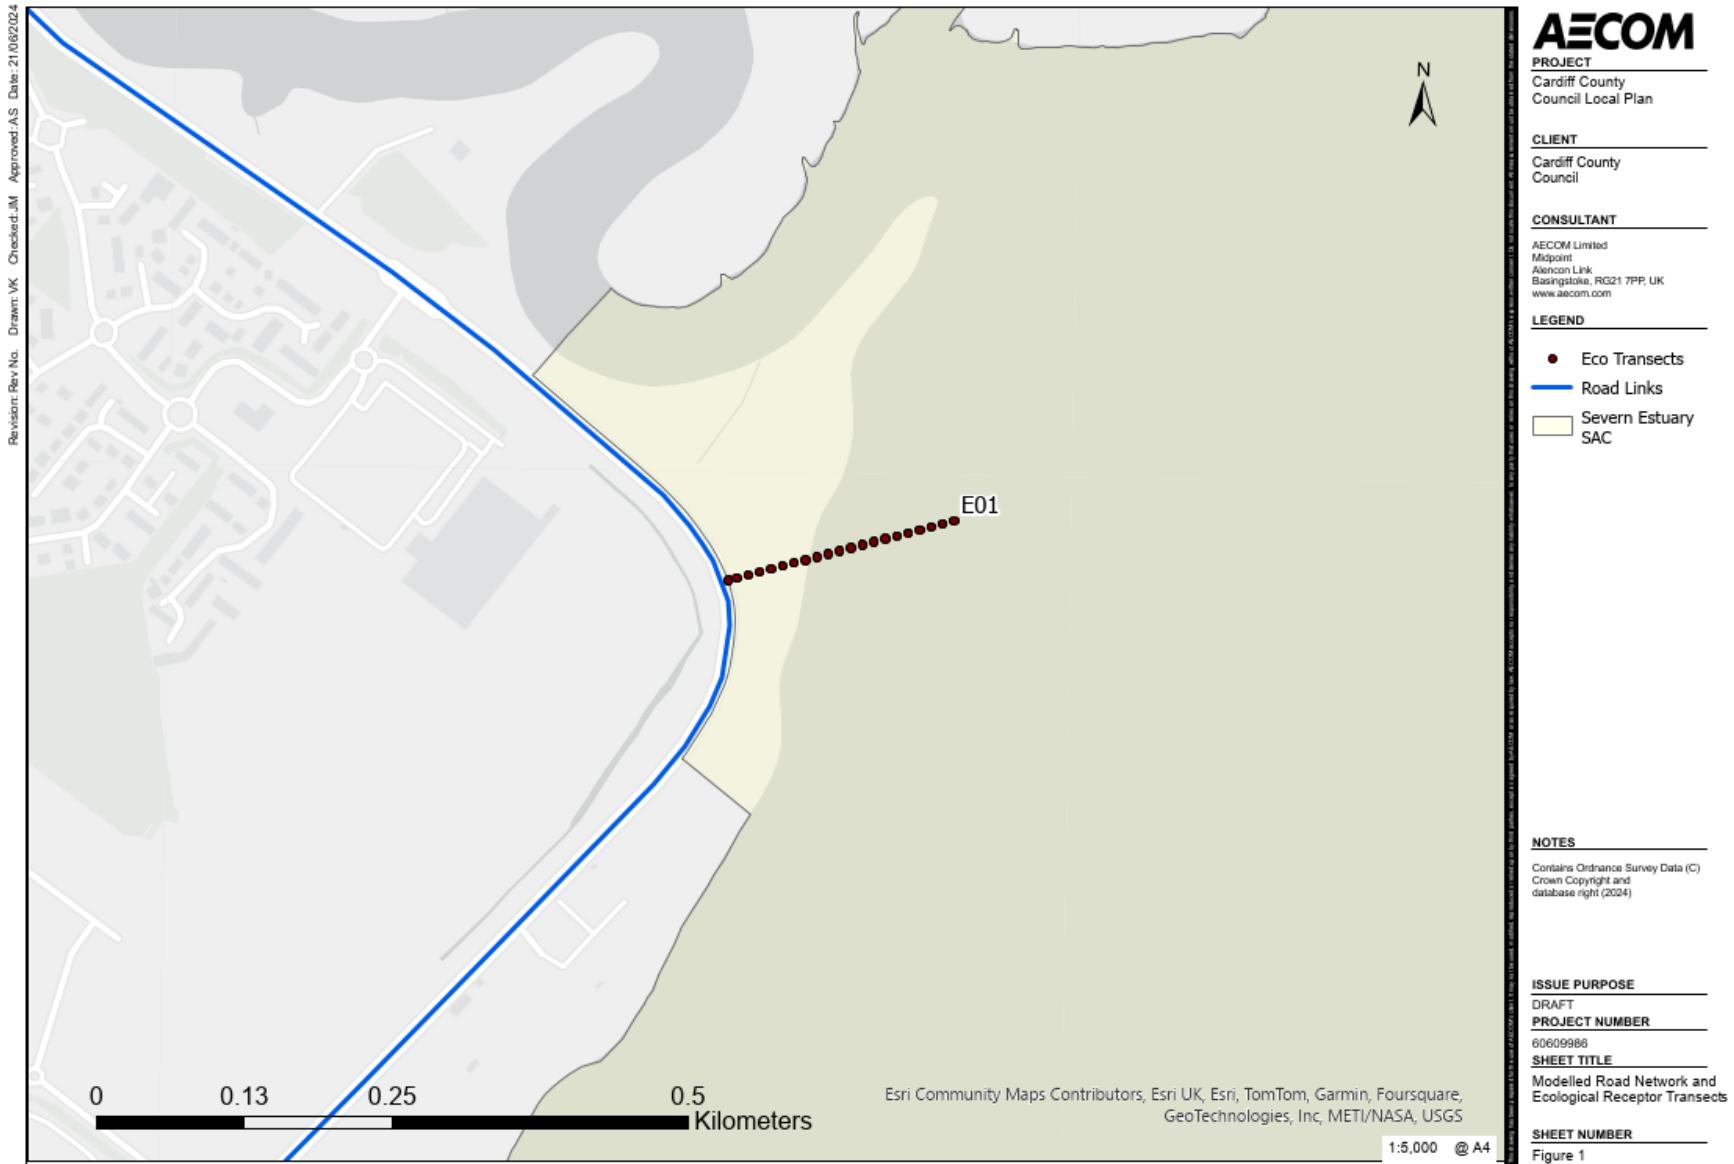 Revision: Rev No. Drawn: VK Checked: JM Approved: AS Date: 21/06/2024
N
E01
0 0.13 0.25 0.5
Kilometers
Esri Community Maps Contributors, Esri UK, Esri, TomTom, Garmin, Foursquare,
GeoTechnologies, Inc, METI/NASA, USGS
1:5,000 @ A4
AECOM
PROJECT
Cardiff County
Council Local Plan
CLIENT
Cardiff County
Council
CONSULTANT
AECOM Limited
Midpoint
Alencon Link
Basingstoke, RG21 7PP, UK
www.aecom.com
LEGEND
Eco Transects
Road Links
Severn Estuary
SAC
NOTES
Contains Ordnance Survey Data (C)
Crown Copyright and
database right (2024)
ISSUE PURPOSE
DRAFT
PROJECT NUMBER
60609986
SHEET TITLE
Modelled Road Network and
Ecological Receptor Transects
SHEET NUMBER
Figure 1